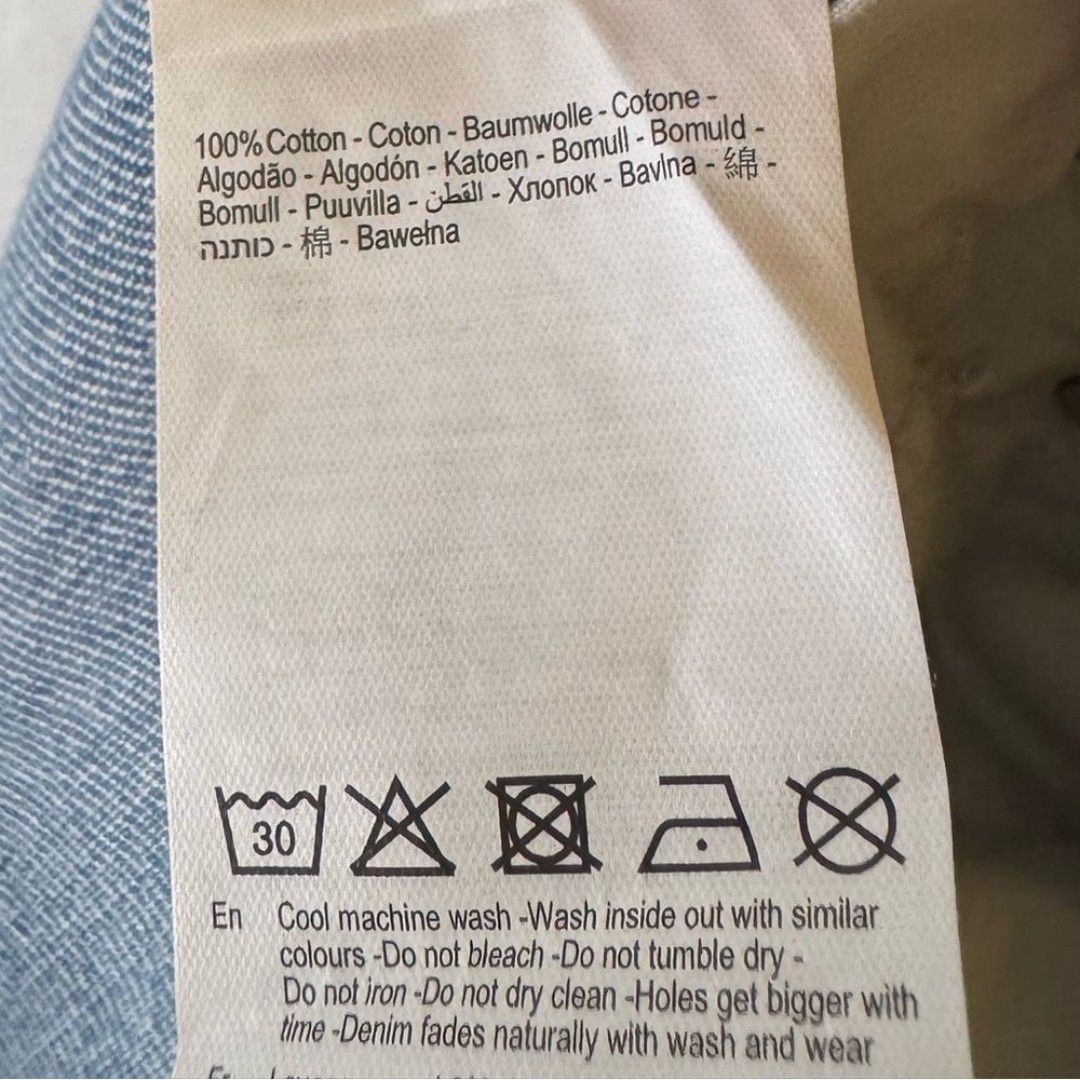 100% Cotton - Coton - Baumwolle - Cotone -
Algodão - Algodón - Katoen - Bomull - Bomuld -
Bomull - Puuvilla - القطن - Хлопок - Bavlna - 綿 -
כותנה - 棉 - Bawełna
30
En Cool machine wash -Wash inside out with similar
colours -Do not bleach -Do not tumble dry -
Do not iron -Do not dry clean -Holes get bigger with
time -Denim fades naturally with wash and wear